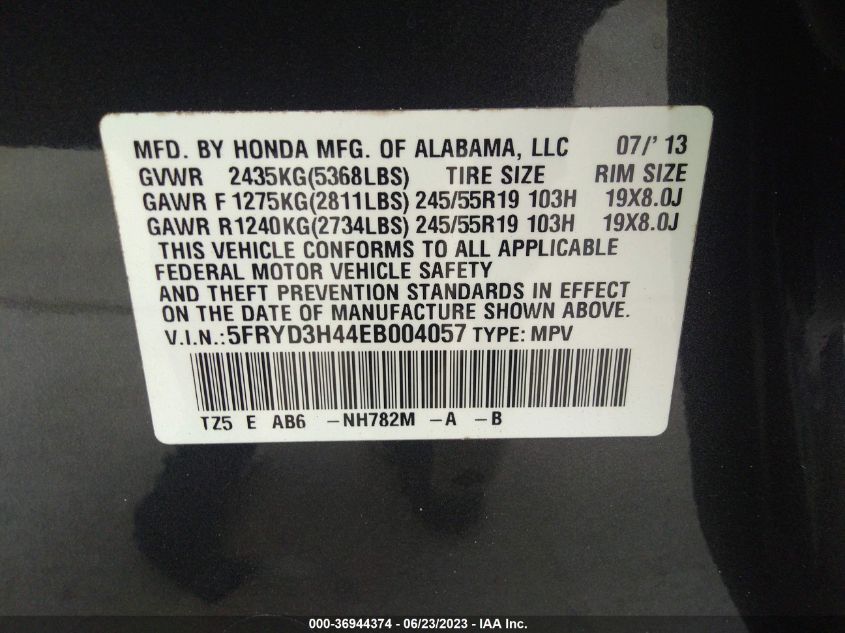 MFD. BY HONDA MFG. OF ALABAMA, LLC 07/' 13
GVWR 2435KG(5368LBS) TIRE SIZE RIM SIZE
GAWR F 1275KG(2811LBS) 245/55R19 103H 19X8.0J
GAWR R1240KG(2734LBS) 245/55R19 103H 19X8.0J
THIS VEHICLE CONFORMS TO ALL APPLICABLE
FEDERAL MOTOR VEHICLE SAFETY
AND THEFT PREVENTION STANDARDS IN EFFECT
ON THE DATE OF MANUFACTURE SHOWN ABOVE.
V.I.N.:5FRYD3H44EB004057 TYPE: MPV
TZ5 E AB6 -NH782M -A -B
000-36944374 - 06/23/2023 - IAA Inc.